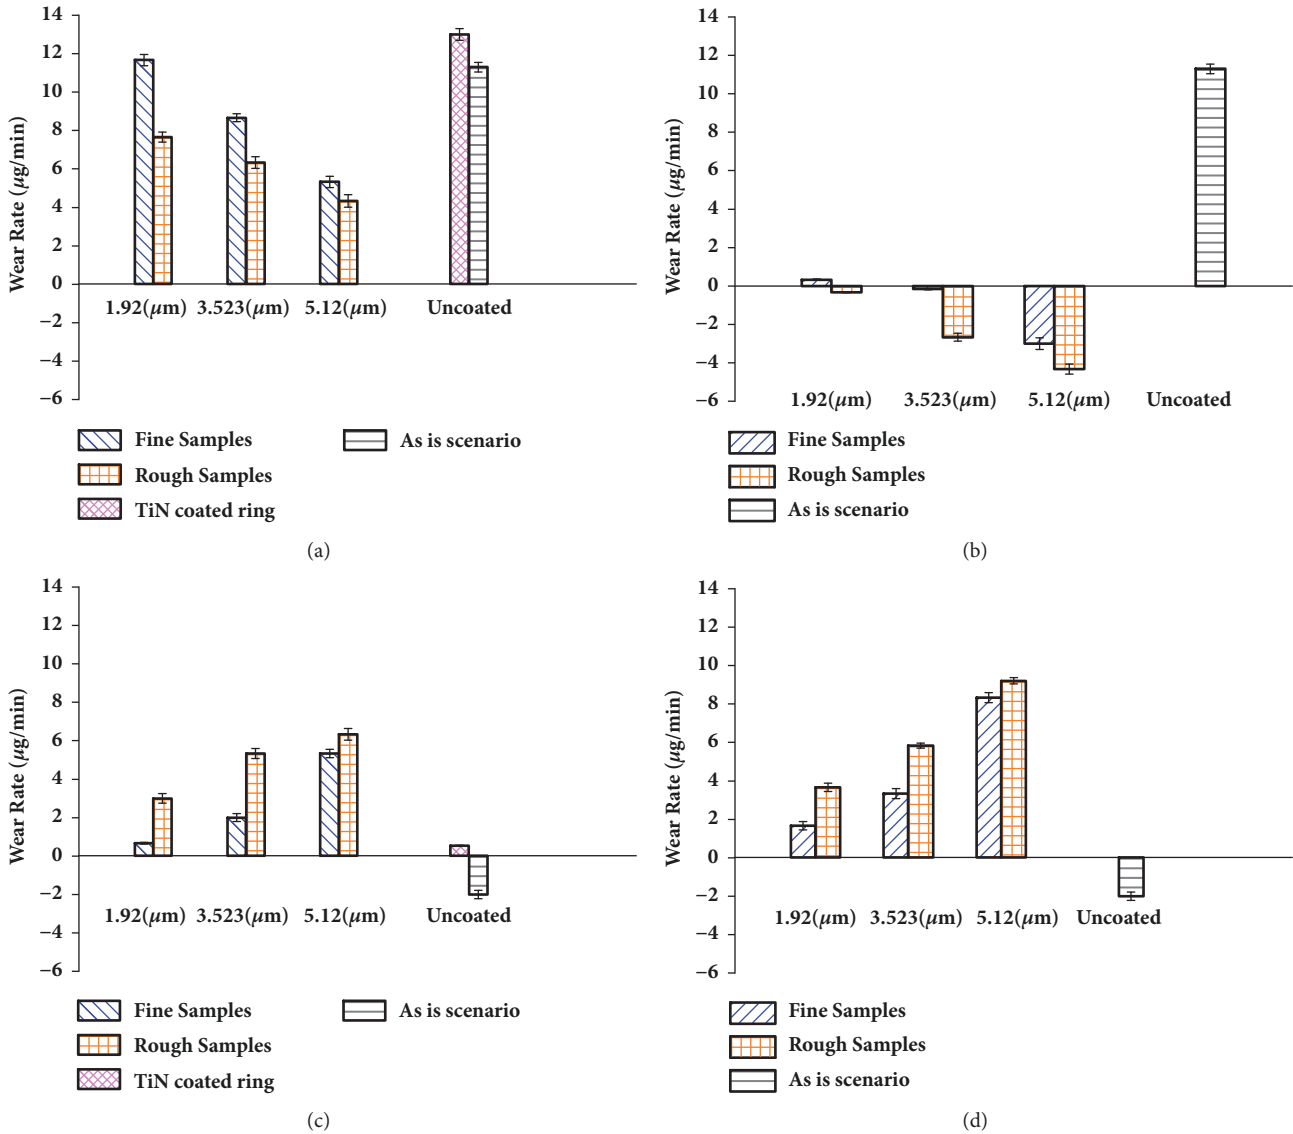 14
12
10
8
6
4
2
0
−2
−4
−6
Wear Rate (μg/min)
1.92(μm) 3.523(μm) 5.12(μm) Uncoated
Fine Samples
Rough Samples
TiN coated ring
As is scenario
(a)
14
12
10
8
6
4
2
0
−2
−4
−6
Wear Rate (μg/min)
1.92(μm) 3.523(μm) 5.12(μm) Uncoated
Fine Samples
Rough Samples
As is scenario
(b)
14
12
10
8
6
4
2
0
−2
−4
−6
Wear Rate (μg/min)
1.92(μm) 3.523(μm) 5.12(μm) Uncoated
Fine Samples
Rough Samples
TiN coated ring
As is scenario
(c)
14
12
10
8
6
4
2
0
−2
−4
−6
Wear Rate (μg/min)
1.92(μm) 3.523(μm) 5.12(μm) Uncoated
Fine Samples
Rough Samples
As is scenario
(d)